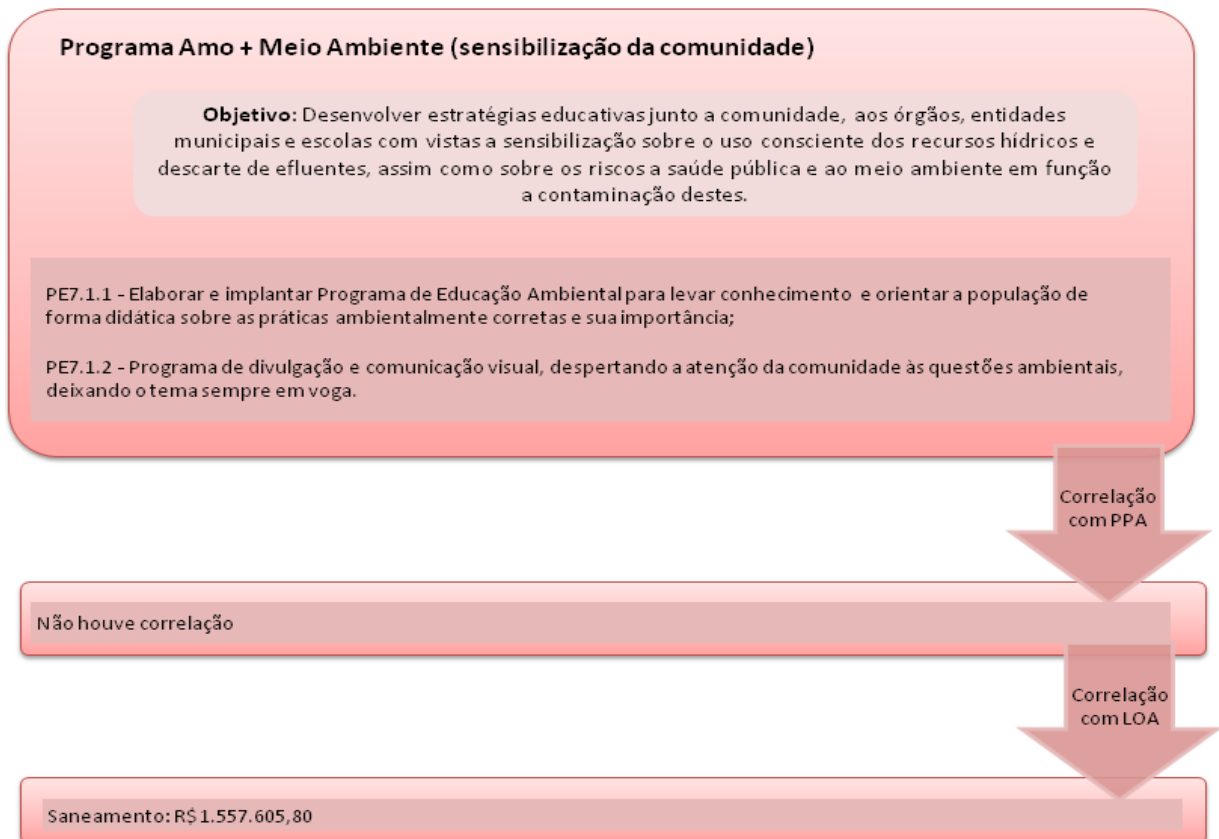 Programa Amo + Meio Ambiente (sensibilização da comunidade)
Objetivo: Desenvolver estratégias educativas junto a comunidade, aos órgãos, entidades
municipais e escolas com vistas a sensibilização sobre o uso consciente dos recursos hídricos e
descarte de efluentes, assim como sobre os riscos a saúde pública e ao meio ambiente em função
a contaminação destes.
PE7.1.1 - Elaborar e implantar Programa de Educação Ambiental para levar conhecimento e orientar a população de
forma didática sobre as práticas ambientalmente corretas e sua importância;
PE7.1.2 - Programa de divulgação e comunicação visual, despertando a atenção da comunidade às questões ambientais,
deixando o tema sempre em voga.
Correlação
com PPA
Não houve correlação
Correlação
com LOA
Saneamento: R$ 1.557.605,80